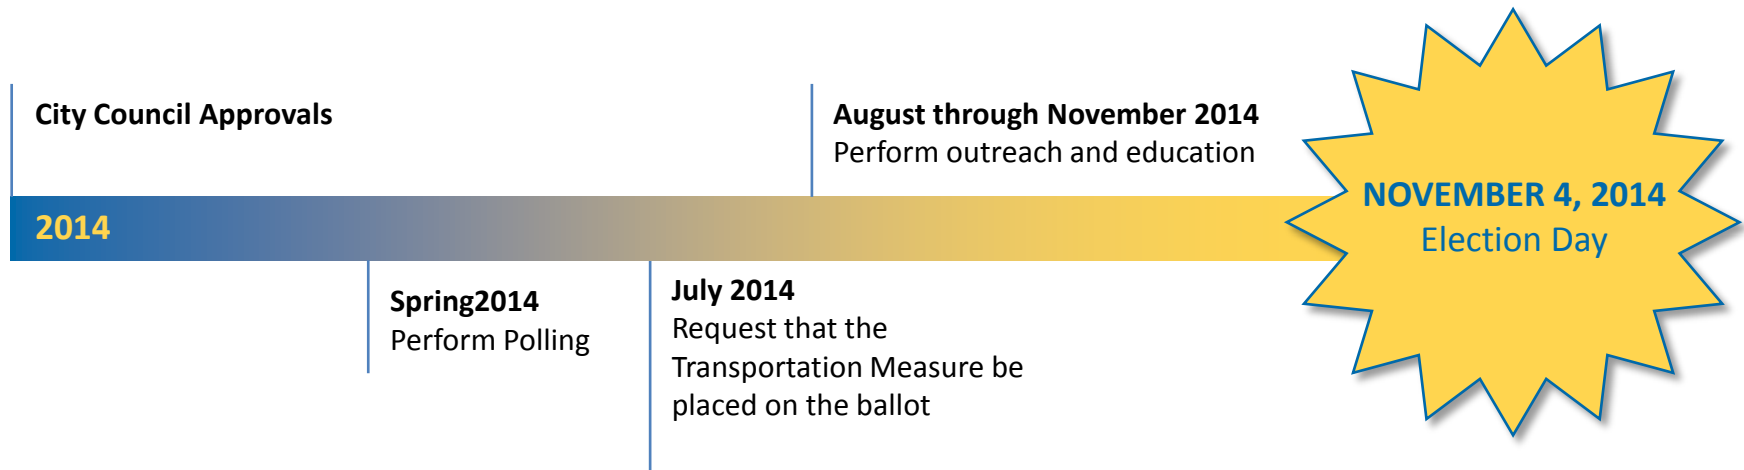 City Council Approvals
August through November 2014
Perform outreach and education
2014
NOVEMBER 4, 2014
Election Day
Spring2014
Perform Polling
July 2014
Request that the
Transportation Measure be
placed on the ballot